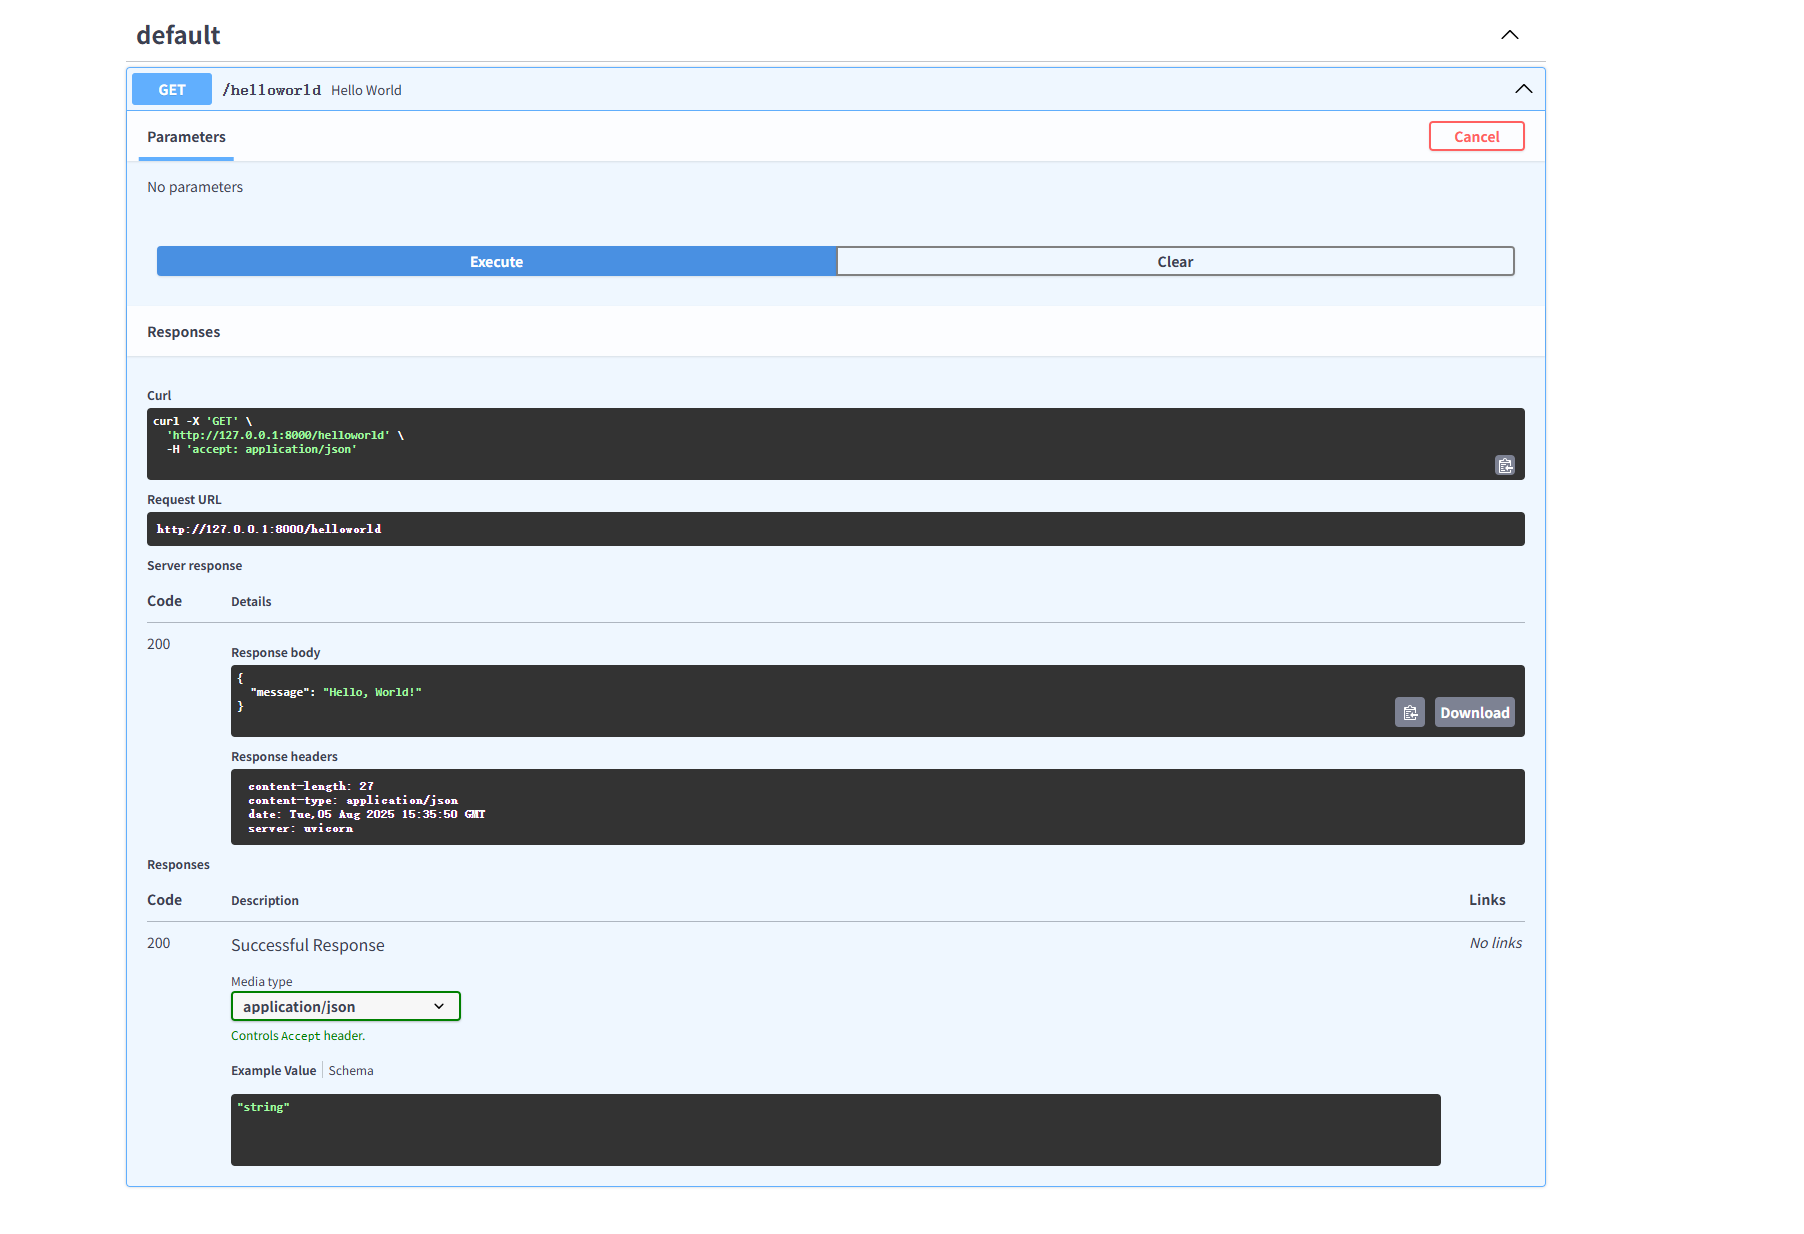 default
GET /helloworld Hello World
Parameters Cancel
No parameters
Execute Clear
Responses
Curl
curl -X 'GET' \
  'http://127.0.0.1:8000/helloworld' \
  -H 'accept: application/json'
Request URL
http://127.0.0.1:8000/helloworld
Server response
Code Details
200
Response body
{
  "message": "Hello, World!"
}
Download
Response headers
content-length: 27
content-type: application/json
date: Tue,05 Aug 2025 15:35:50 GMT
server: uvicorn
Responses
Code Description Links
200 Successful Response No links
Media type
application/json
Controls Accept header.
Example Value Schema
"string"